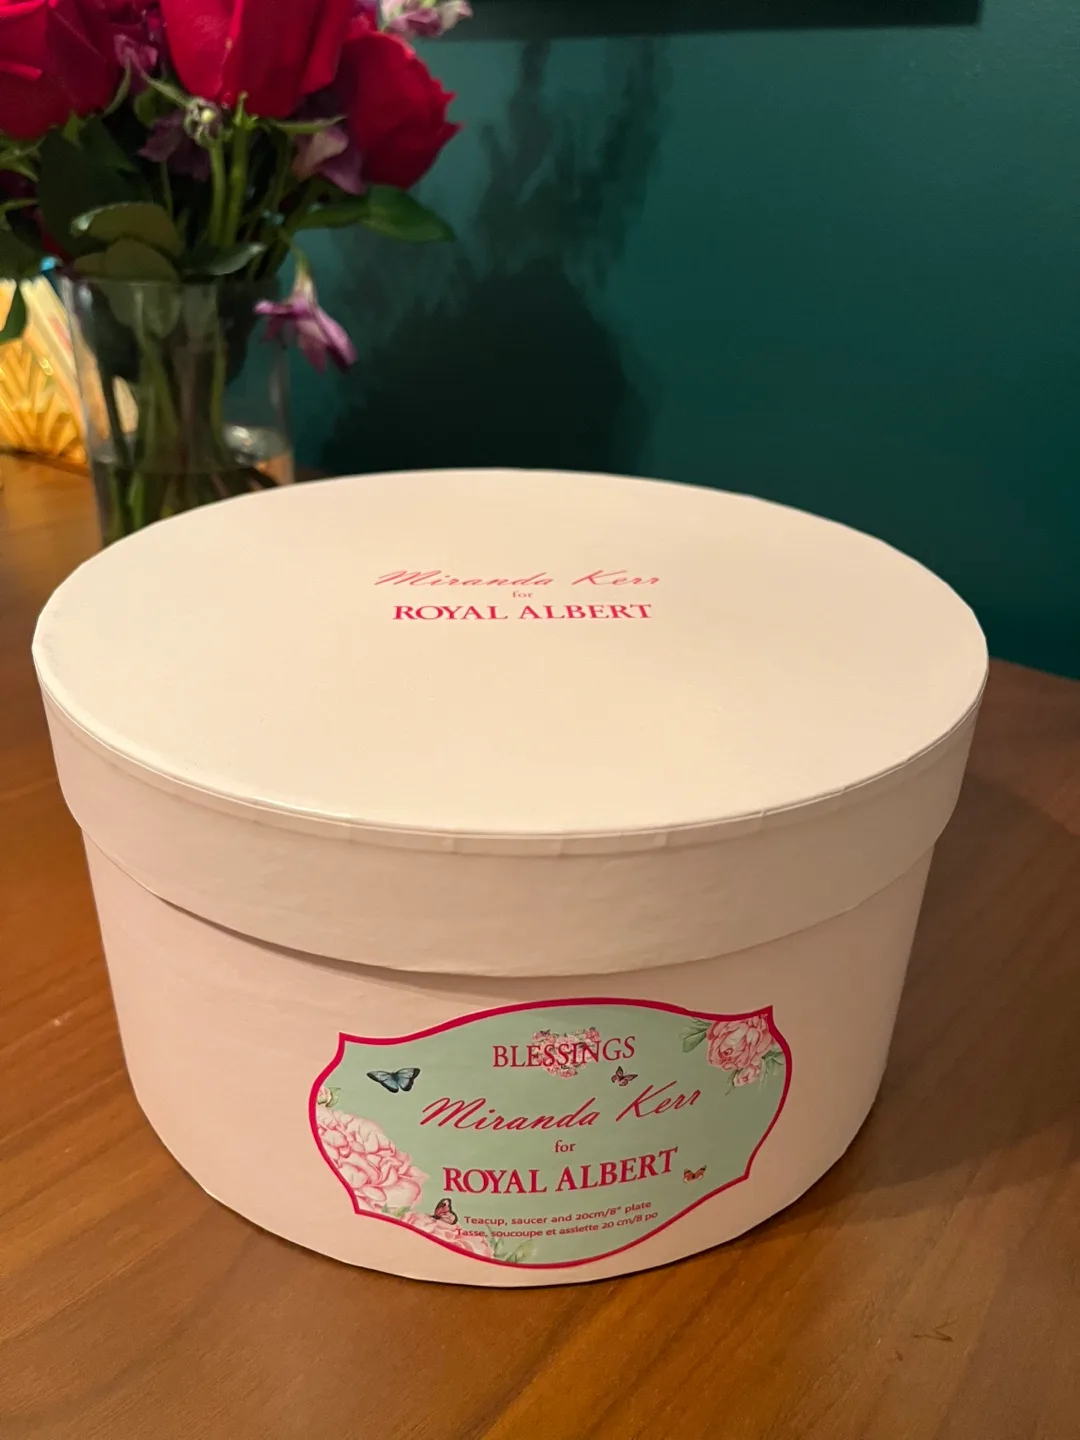 Miranda Kerr
for
ROYAL ALBERT
BLESSINGS
Miranda Kerr
for
ROYAL ALBERT
Teacup, saucer and 20cm/8" plate
Tasse, soucoupe et assiette 20 cm/8 po